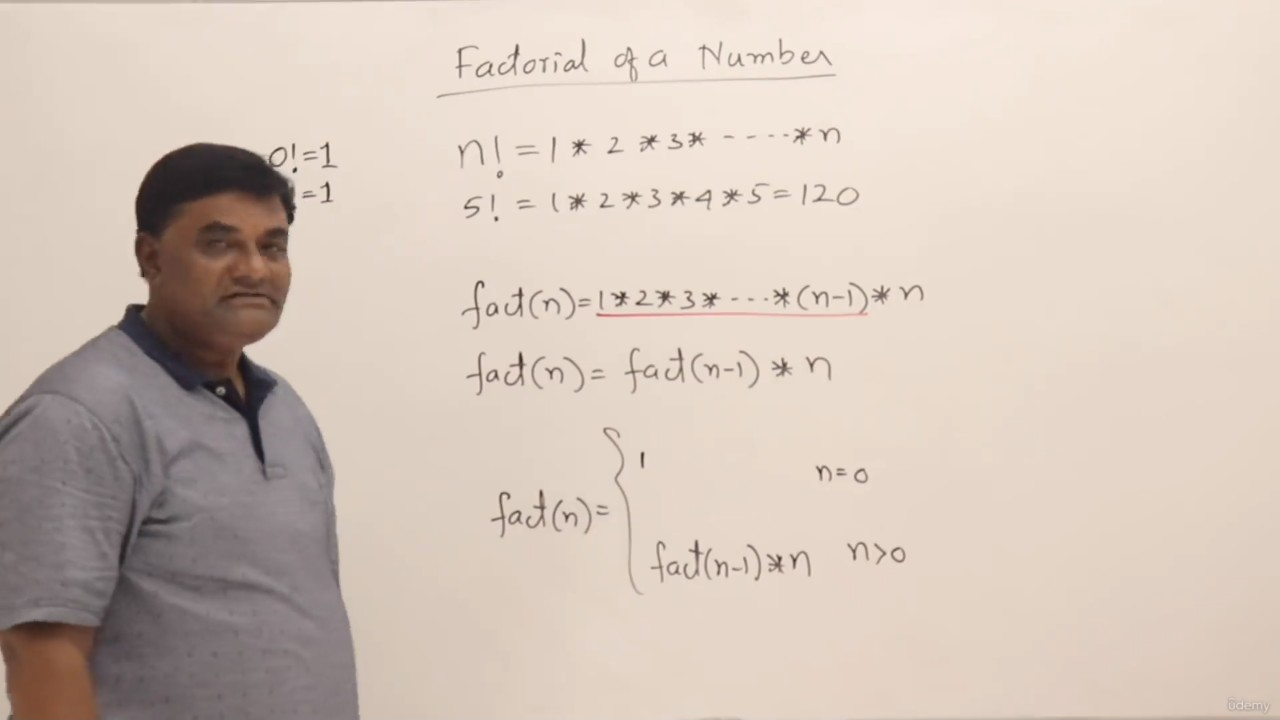 Factorial of a Number
0!=1
!=1
n! = 1 * 2 * 3 * ----- * n
5! = 1 * 2 * 3 * 4 * 5 = 120
fact(n)= 1*2*3*----*(n-1)*n
fact(n)= fact(n-1) * n
fact(n)= {
1 n=0
fact(n-1)*n n>0
ûdemy